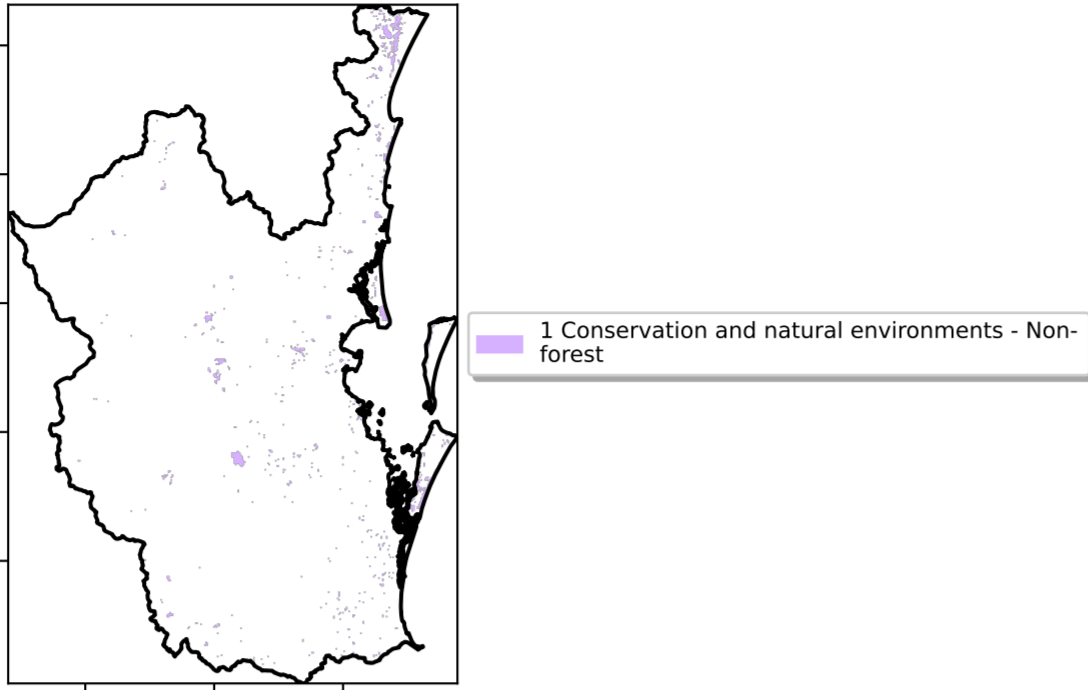 1 Conservation and natural environments - Non-
forest